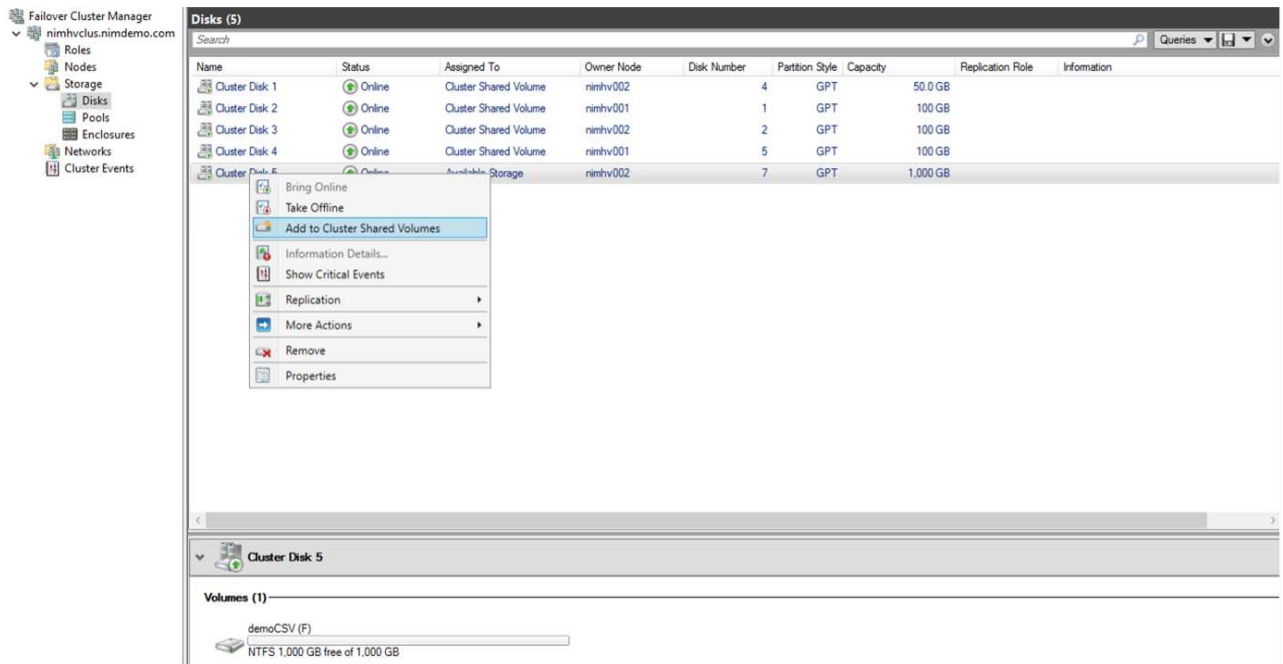 Failover Cluster Manager
nimhvclus.nimdemo.com
Roles
Nodes
Storage
Disks
Pools
Enclosures
Networks
Cluster Events
Disks (5)
Search
Queries
Name Status Assigned To Owner Node Disk Number Partition Style Capacity Replication Role Information
Cluster Disk 1 Online Cluster Shared Volume nimhv002 4 GPT 50.0 GB
Cluster Disk 2 Online Cluster Shared Volume nimhv001 1 GPT 100 GB
Cluster Disk 3 Online Cluster Shared Volume nimhv002 2 GPT 100 GB
Cluster Disk 4 Online Cluster Shared Volume nimhv001 5 GPT 100 GB
Cluster Disk 5 Online Available Storage nimhv002 7 GPT 1,000 GB
Bring Online
Take Offline
Add to Cluster Shared Volumes
Information Details...
Show Critical Events
Replication
More Actions
Remove
Properties
Cluster Disk 5
Volumes (1)
demoCSV (F)
NTFS 1,000 GB free of 1,000 GB